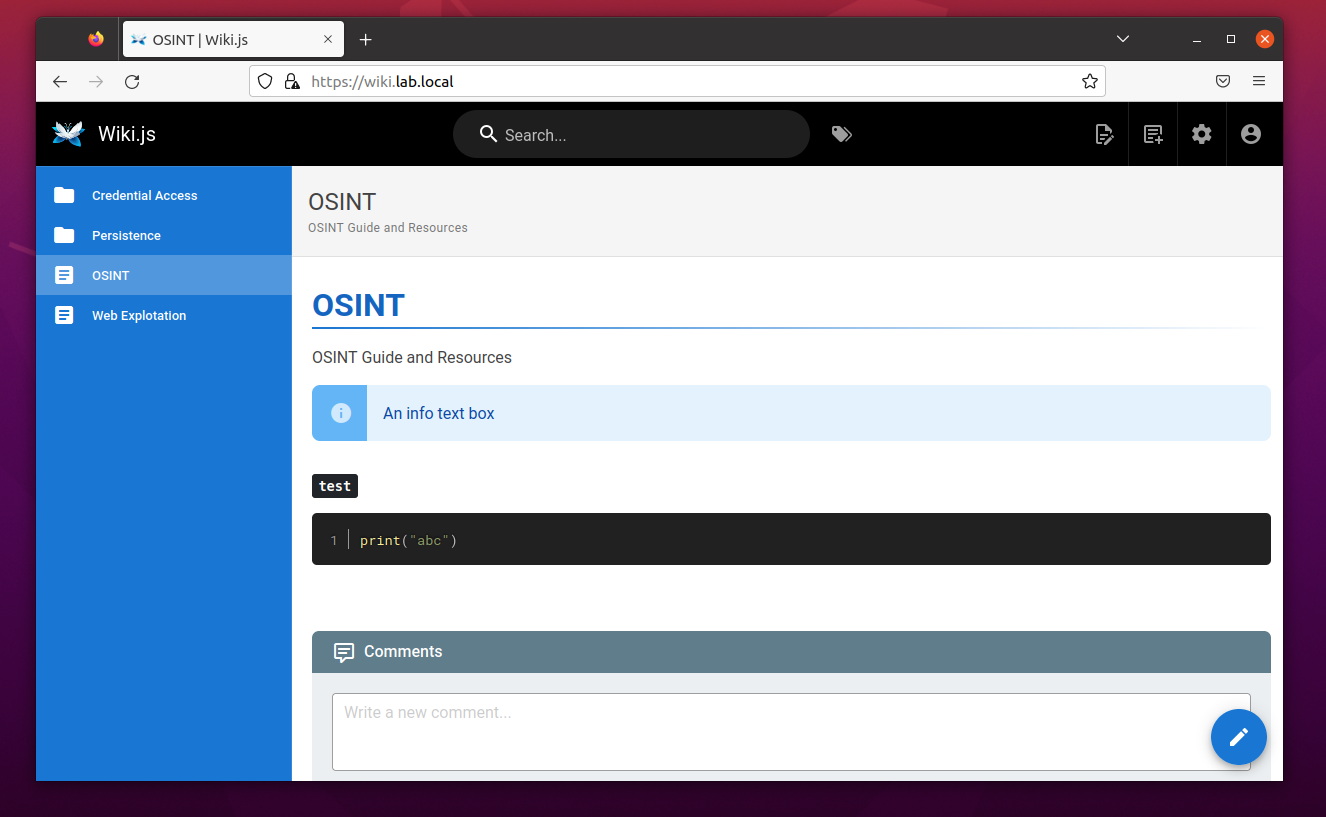 OSINT | Wiki.js
https://wiki.lab.local
Wiki.js
Search...
Credential Access
Persistence
OSINT
Web Explotation
OSINT
OSINT Guide and Resources
OSINT
OSINT Guide and Resources
An info text box
test
1 print("abc")
Comments
Write a new comment...